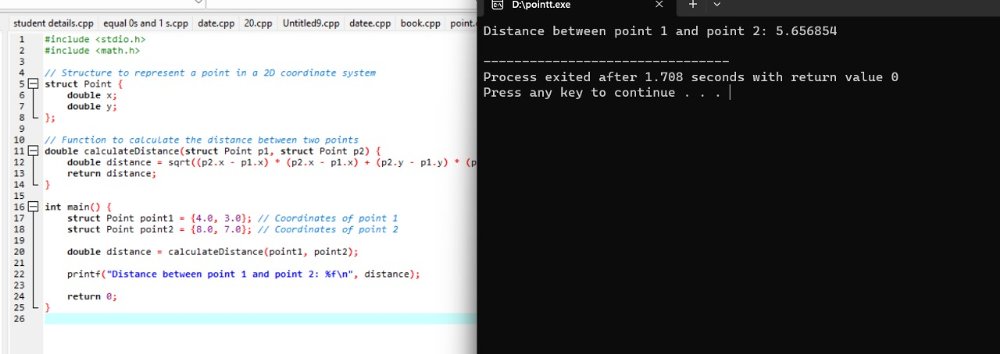 student details.cpp equal 0s and 1 s.cpp date.cpp 20.cpp Untitled9.cpp datee.cpp book.cpp point.
1 #include <stdio.h>
2 #include <math.h>
3
4 // Structure to represent a point in a 2D coordinate system
5 struct Point {
6 double x;
7 double y;
8 };
9
10 // Function to calculate the distance between two points
11 double calculateDistance(struct Point p1, struct Point p2) {
12 double distance = sqrt((p2.x - p1.x) * (p2.x - p1.x) + (p2.y - p1.y) * (p
13 return distance;
14 }
15
16 int main() {
17 struct Point point1 = {4.0, 3.0}; // Coordinates of point 1
18 struct Point point2 = {8.0, 7.0}; // Coordinates of point 2
19
20 double distance = calculateDistance(point1, point2);
21
22 printf("Distance between point 1 and point 2: %f\n", distance);
23
24 return 0;
25 }
26
D:\pointt.exe
Distance between point 1 and point 2: 5.656854
--------------------------------
Process exited after 1.708 seconds with return value 0
Press any key to continue . . .